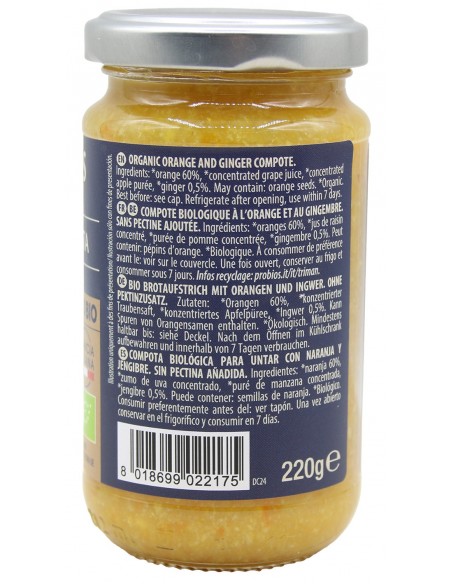 EN ORGANIC ORANGE AND GINGER COMPOTE.
Ingredients: *orange 60%, *concentrated grape juice, *concentrated
apple purée, *ginger 0,5%. May contain: orange seeds. *Organic.
Best before: see cap. Refrigerate after opening, use within 7 days.
FR BE COMPOTE BIOLOGIQUE À L'ORANGE ET AU GINGEMBRE.
SANS PECTINE AJOUTÉE. Ingrédients: *oranges 60%, *jus de raisin
concentré, *purée de pomme concentrée, *gingembre 0,5%. Peut
contenir: pépins d'orange. *Biologique. À consommer de préférence
avant le: voir sur le couvercle. Une fois ouvert, conserver au frigo et
consommer sous 7 jours. Infos recyclage: probios.it/it/triman.
DE BIO BROTAUFSTRICH MIT ORANGEN UND INGWER. OHNE
PEKTINZUSATZ. Zutaten: *Orangen 60%, *konzentrierter
Traubensaft, *konzentriertes Apfelpüree, *Ingwer 0,5%. Kann
Spuren von Orangensamen enthalten. *Ökologisch. Mindestens
haltbar bis: siehe Deckel. Nach dem Öffnen im Kühlschrank
aufbewahren und innerhalb von 7 Tagen verbrauchen.
ES COMPOTA BIOLÓGICA PARA UNTAR CON NARANJA Y
JENGIBRE. SIN PECTINA AÑADIDA. Ingredientes: *naranja 60%,
*zumo de uva concentrado, *puré de manzana concentrado,
*jengibre 0,5%. Puede contener: semillas de naranja. *Biológico.
Consumir preferentemente antes del: ver tapón. Una vez abierto
conservar en el frigorífico y consumir en 7 días.
8 018699 022175
DC24
220g e
BIO